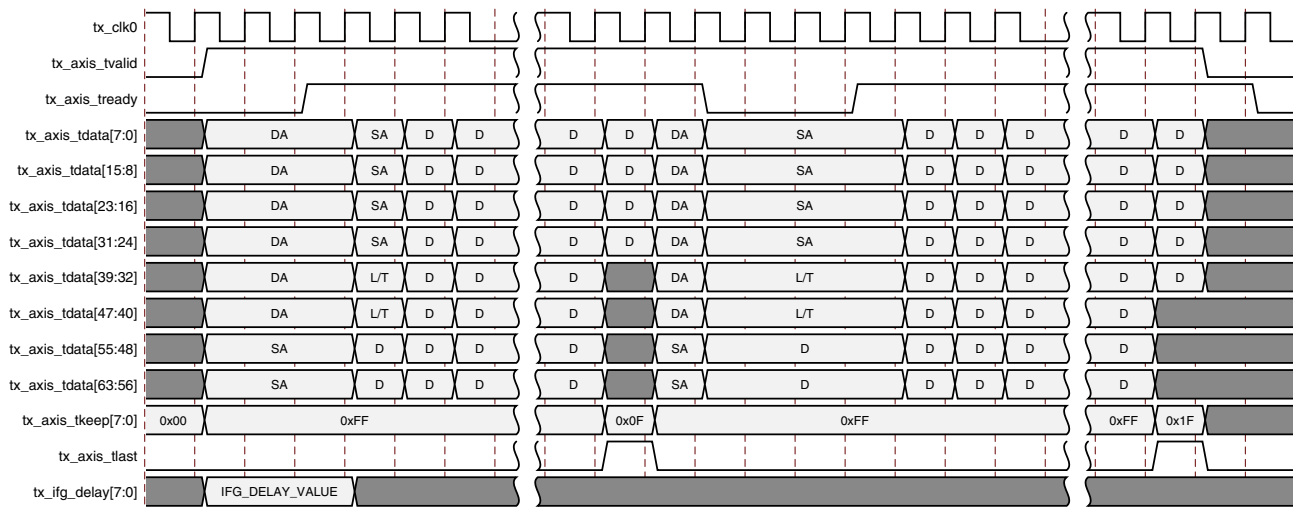 tx_clk0
tx_axis_tvalid
tx_axis_tready
tx_axis_tdata[7:0] DA SA D D D D DA SA D D D D D
tx_axis_tdata[15:8] DA SA D D D D DA SA D D D D D
tx_axis_tdata[23:16] DA SA D D D D DA SA D D D D D
tx_axis_tdata[31:24] DA SA D D D D DA SA D D D D D
tx_axis_tdata[39:32] DA L/T D D D DA L/T D D D D D
tx_axis_tdata[47:40] DA L/T D D D DA L/T D D D D
tx_axis_tdata[55:48] SA D D D D SA D D D D D
tx_axis_tdata[63:56] SA D D D D SA D D D D D
tx_axis_tkeep[7:0] 0x00 0xFF 0x0F 0xFF 0xFF 0x1F
tx_axis_tlast
tx_ifg_delay[7:0] IFG_DELAY_VALUE